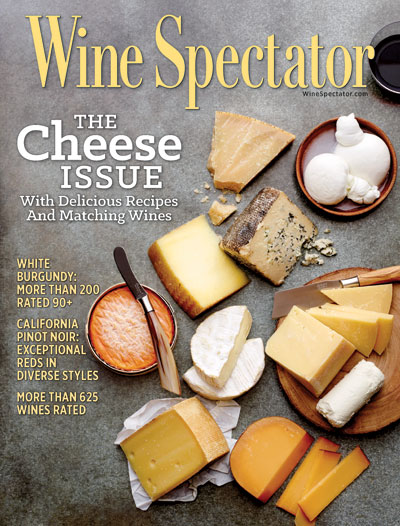 Wine Spectator
WineSpectator.com
THE
Cheese
ISSUE
With Delicious Recipes
And Matching Wines
WHITE
BURGUNDY:
MORE THAN 200
RATED 90+
CALIFORNIA
PINOT NOIR:
EXCEPTIONAL
REDS IN
DIVERSE STYLES
MORE THAN 625
WINES RATED